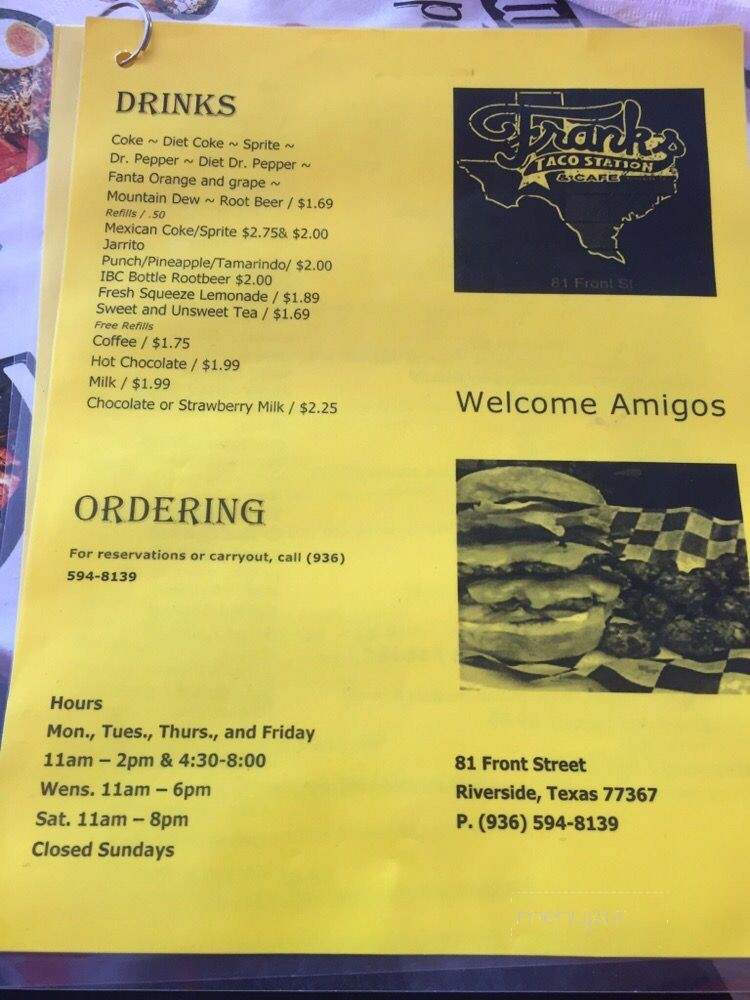 DRINKS
Coke ~ Diet Coke ~ Sprite ~
Dr. Pepper ~ Diet Dr. Pepper ~
Fanta Orange and grape ~
Mountain Dew ~ Root Beer / $1.69
Refills / .50
Mexican Coke/Sprite $2.75& $2.00
Jarrito
Punch/Pineapple/Tamarindo/ $2.00
IBC Bottle Rootbeer $2.00
Fresh Squeeze Lemonade / $1.89
Sweet and Unsweet Tea / $1.69
Free Refills
Coffee / $1.75
Hot Chocolate / $1.99
Milk / $1.99
Chocolate or Strawberry Milk / $2.25
ORDERING
For reservations or carryout, call (936)
594-8139
Hours
Mon., Tues., Thurs., and Friday
11am – 2pm & 4:30-8:00
Wens. 11am – 6pm
Sat. 11am – 8pm
Closed Sundays
Franks
TACO STATION
& CAFE
81 Front St
Welcome Amigos
81 Front Street
Riverside, Texas 77367
P. (936) 594-8139